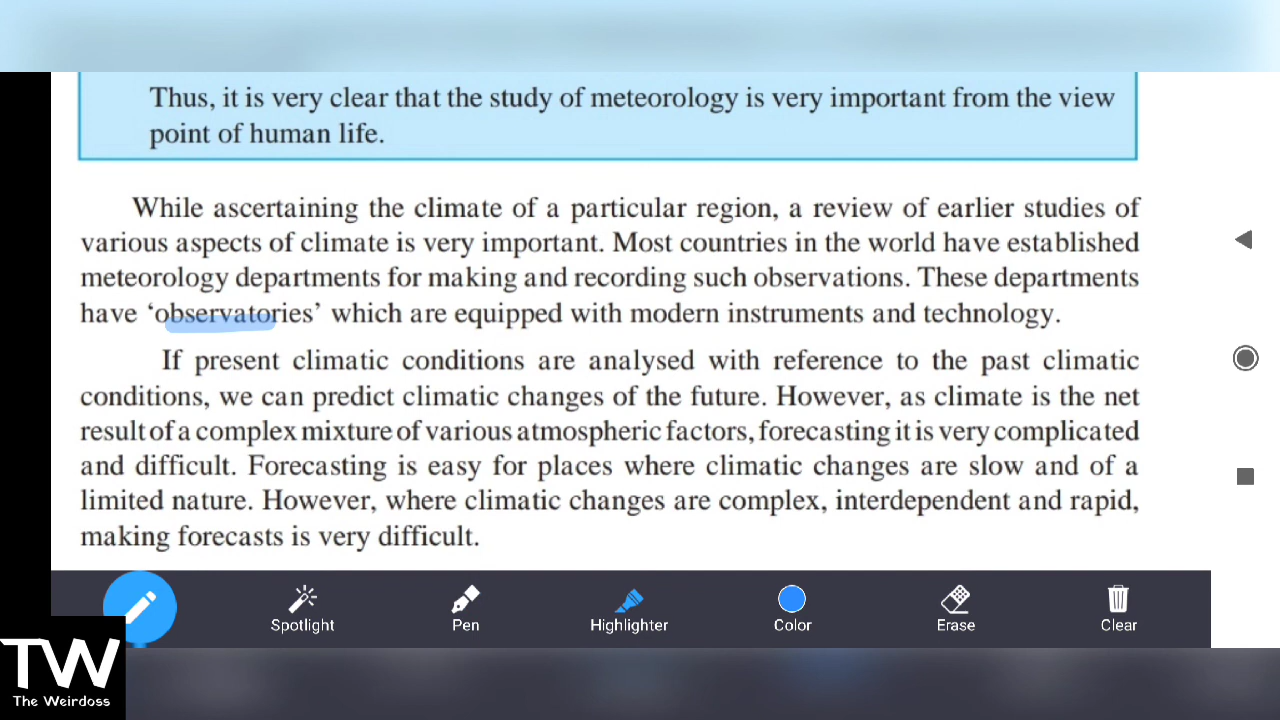 Thus, it is very clear that the study of meteorology is very important from the view
point of human life.
While ascertaining the climate of a particular region, a review of earlier studies of
various aspects of climate is very important. Most countries in the world have established
meteorology departments for making and recording such observations. These departments
have ‘observatories’ which are equipped with modern instruments and technology.
If present climatic conditions are analysed with reference to the past climatic
conditions, we can predict climatic changes of the future. However, as climate is the net
result of a complex mixture of various atmospheric factors, forecasting it is very complicated
and difficult. Forecasting is easy for places where climatic changes are slow and of a
limited nature. However, where climatic changes are complex, interdependent and rapid,
making forecasts is very difficult.
Spotlight Pen Highlighter Color Erase Clear
TW
The Weirdoss